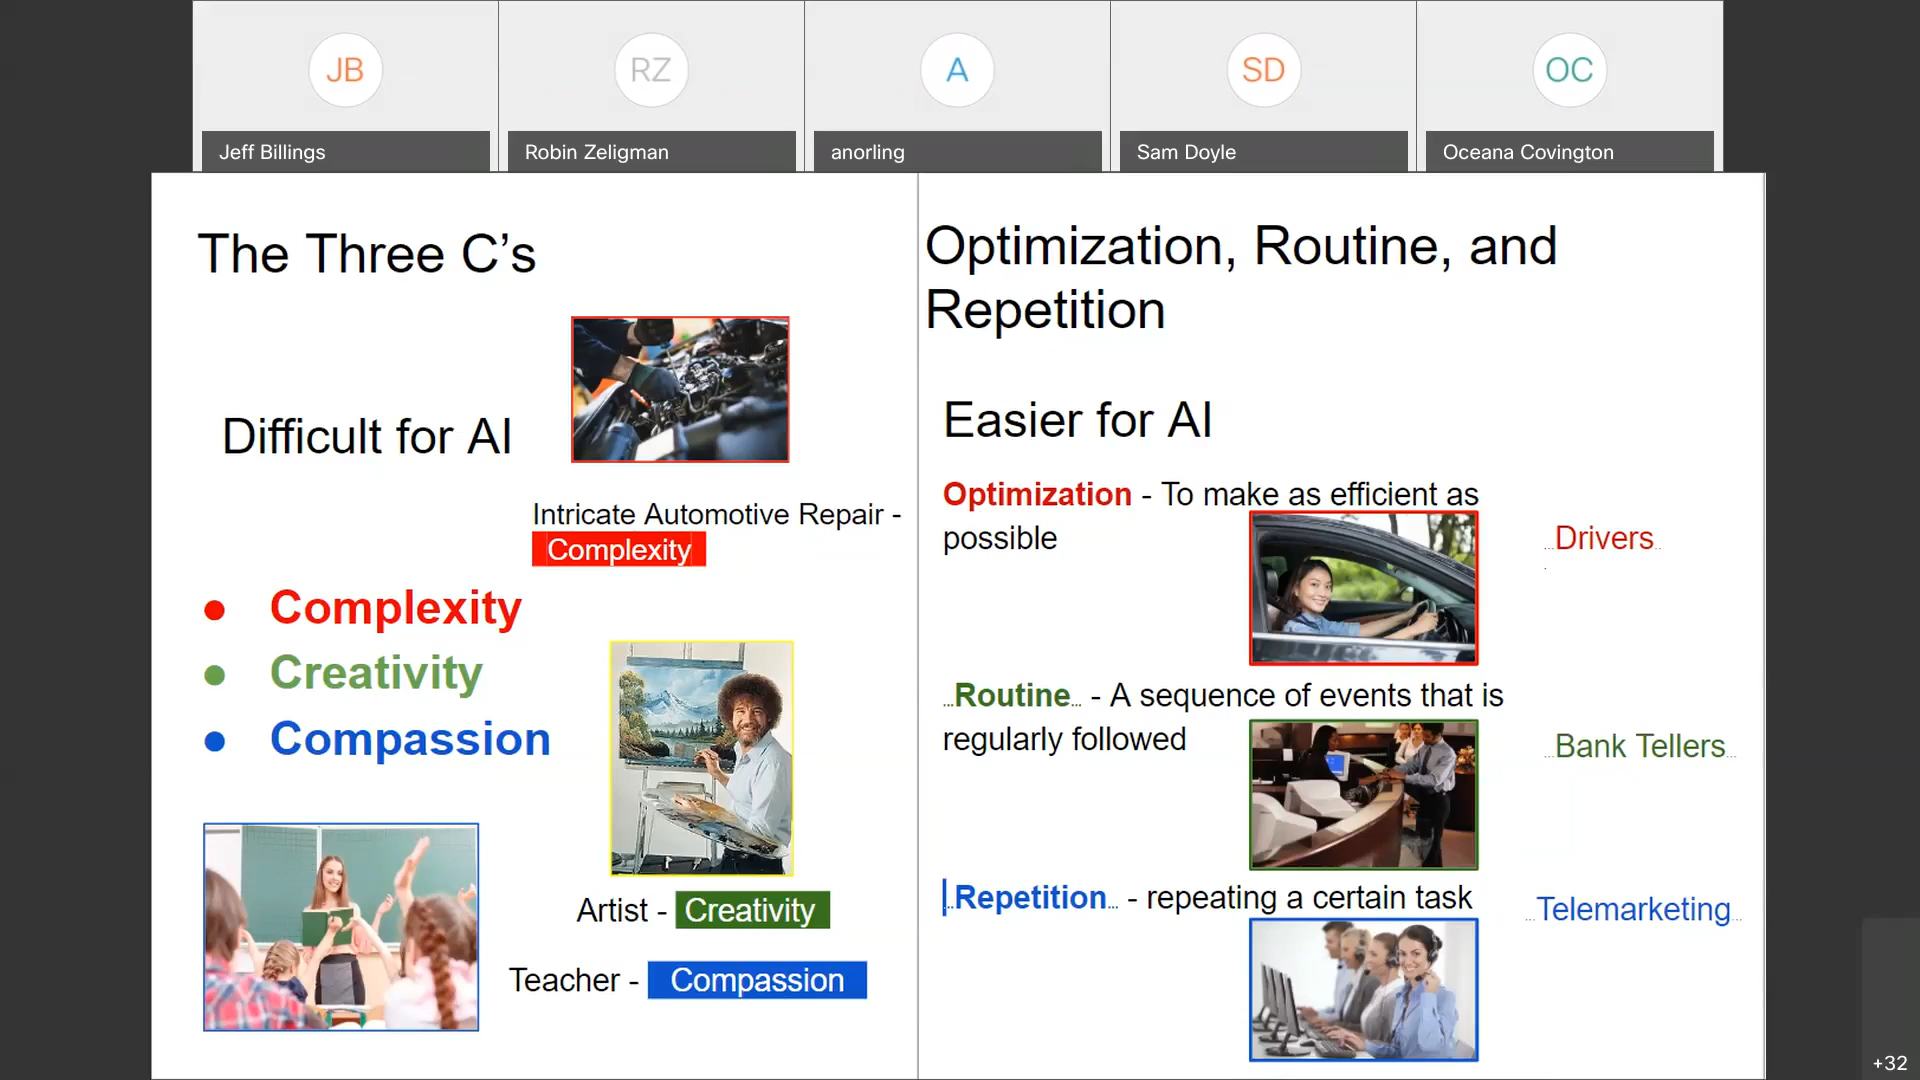 JB
RZ
A
SD
OC
Jeff Billings
Robin Zeligman
anorling
Sam Doyle
Oceana Covington
The Three C’s
Difficult for AI
Intricate Automotive Repair -
Complexity
● Complexity
● Creativity
● Compassion
Artist - Creativity
Teacher - Compassion
Optimization, Routine, and
Repetition
Easier for AI
Optimization - To make as efficient as
possible
Drivers
Routine - A sequence of events that is
regularly followed
Bank Tellers
Repetition - repeating a certain task
Telemarketing
+32